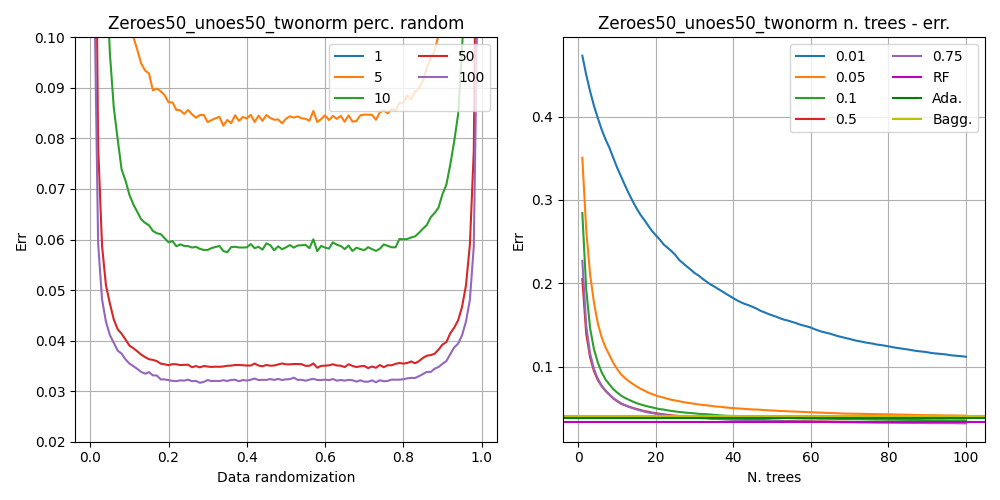 Zeroes50_unoes50_twonorm perc. random
0.10
0.09
0.08
0.07
0.06
0.05
0.04
0.03
0.02
Err
0.0 0.2 0.4 0.6 0.8 1.0
Data randomization
1 50
5 100
10
Zeroes50_unoes50_twonorm n. trees - err.
0.4
0.3
0.2
0.1
Err
0 20 40 60 80 100
N. trees
0.01 0.75
0.05 RF
0.1 Ada.
0.5 Bagg.